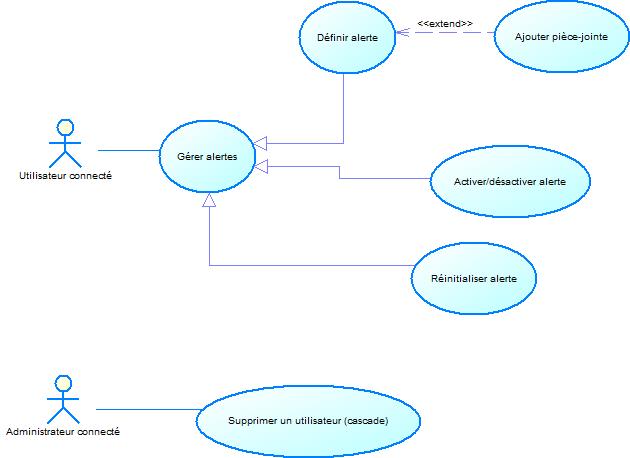 Définir alerte
<<extend>>
Ajouter pièce-jointe
Gérer alertes
Utilisateur connecté
Activer/désactiver alerte
Réinitialiser alerte
Supprimer un utilisateur (cascade)
Administrateur connecté